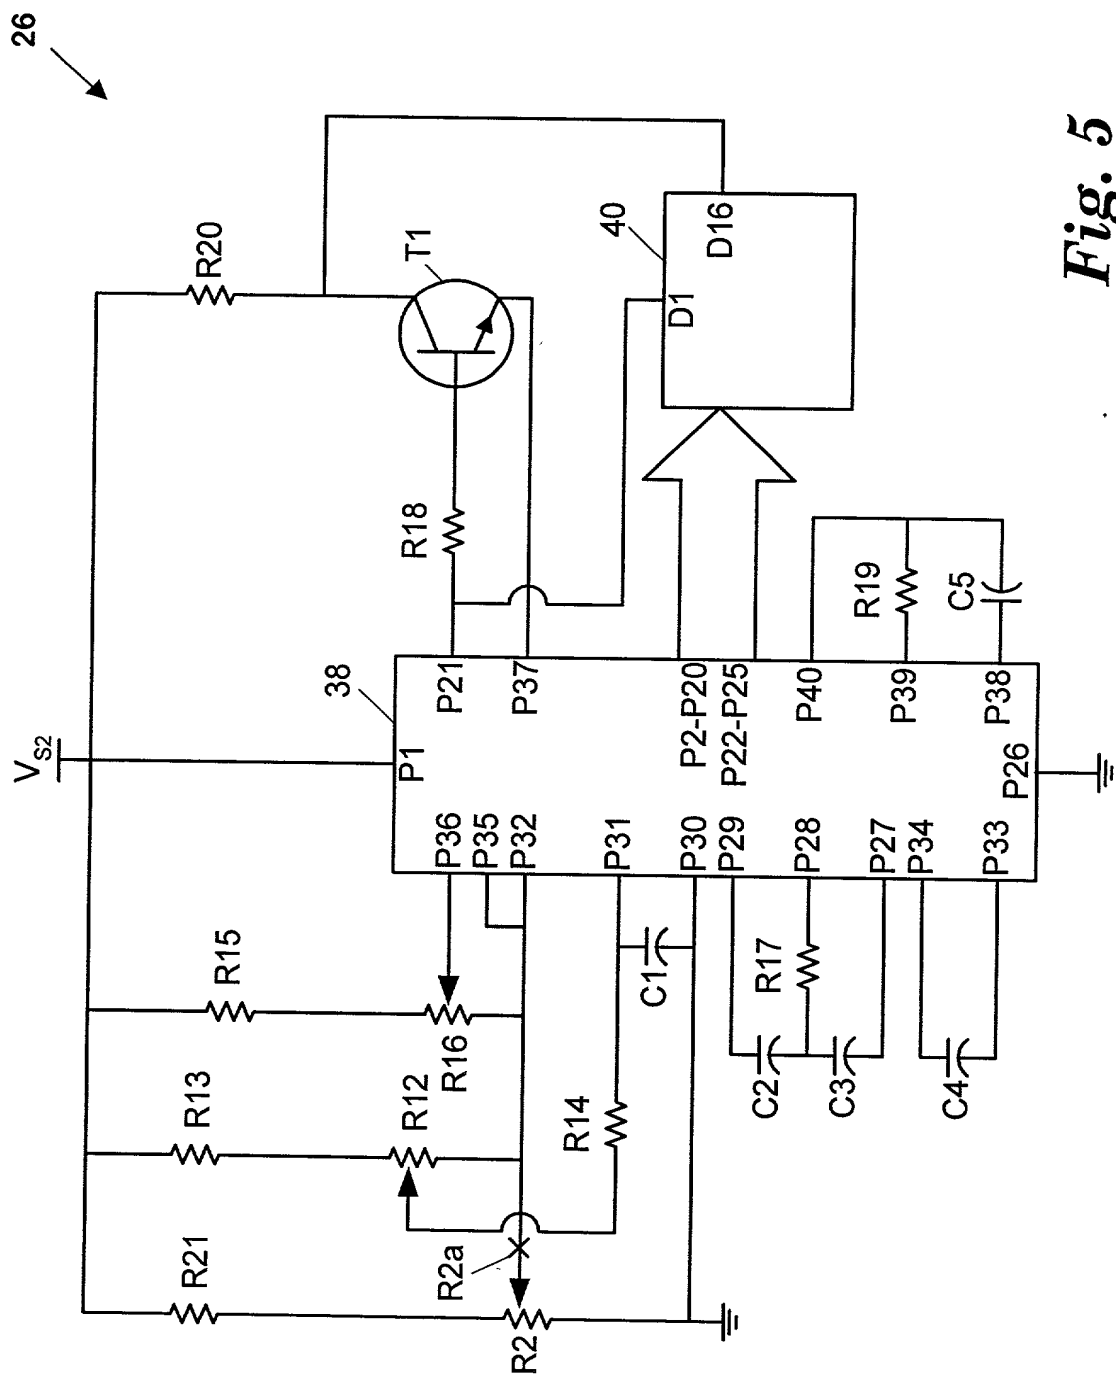 26
V_S2
R20
T1
R18
38
P1
P21
P37
40
D1
D16
R15
R16
R13
R12
R21
R2
R2a
R14
C1
P36
P35
P32
P31
P30
P29
P28
P27
P34
P33
P26
P2-P20
P22-P25
P40
P39
P38
R19
C5
R17
C2
C3
C4
Fig. 5